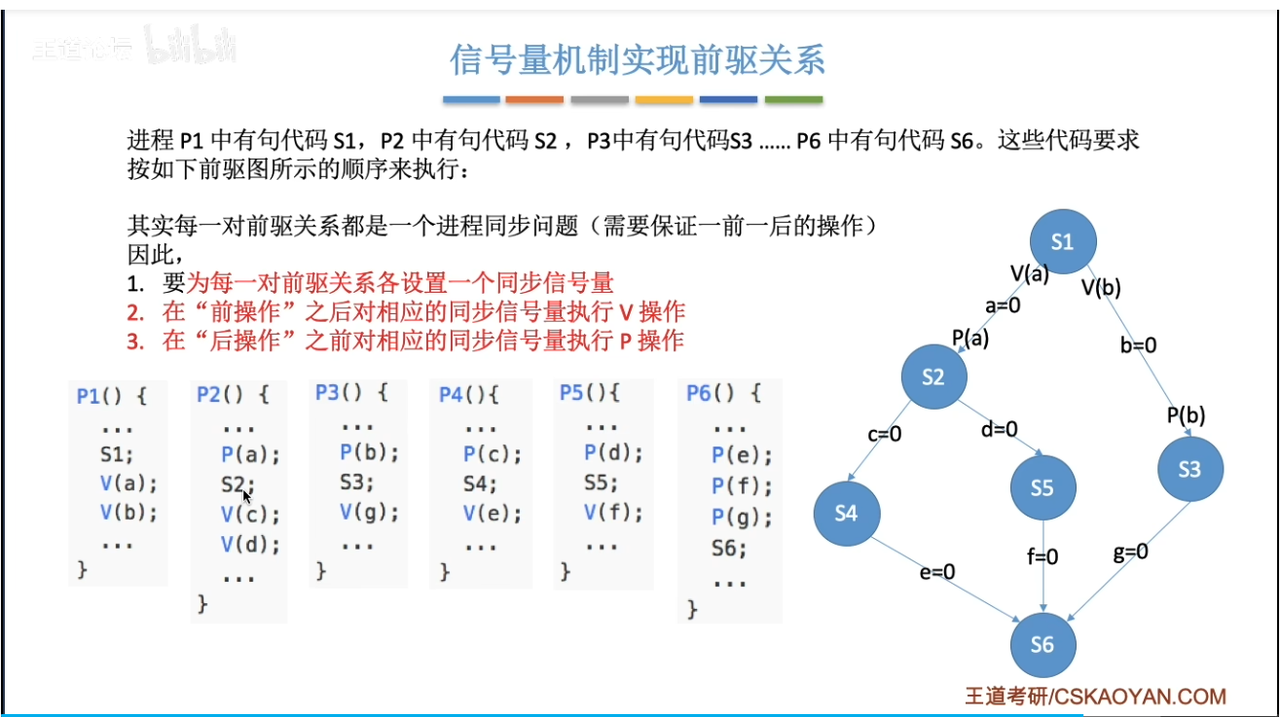 王道论坛 bilibili
信号量机制实现前驱关系
进程 P1 中有句代码 S1，P2 中有句代码 S2 ，P3中有句代码S3 …… P6 中有句代码 S6。这些代码要求
按如下前驱图所示的顺序来执行：
其实每一对前驱关系都是一个进程同步问题（需要保证一前一后的操作）
因此，
1. 要为每一对前驱关系各设置一个同步信号量
2. 在“前操作”之后对相应的同步信号量执行 V 操作
3. 在“后操作”之前对相应的同步信号量执行 P 操作
P1() {
...
S1;
V(a);
V(b);
...
}
P2() {
...
P(a);
S2;
V(c);
V(d);
...
}
P3() {
...
P(b);
S3;
V(g);
...
}
P4(){
...
P(c);
S4;
V(e);
...
}
P5(){
...
P(d);
S5;
V(f);
...
}
P6() {
...
P(e);
P(f);
P(g);
S6;
...
}
S1
V(a)
V(b)
a=0
P(a)
b=0
S2
P(b)
c=0
d=0
S3
S5
S4
f=0
g=0
e=0
S6
王道考研/CSKAOYAN.COM